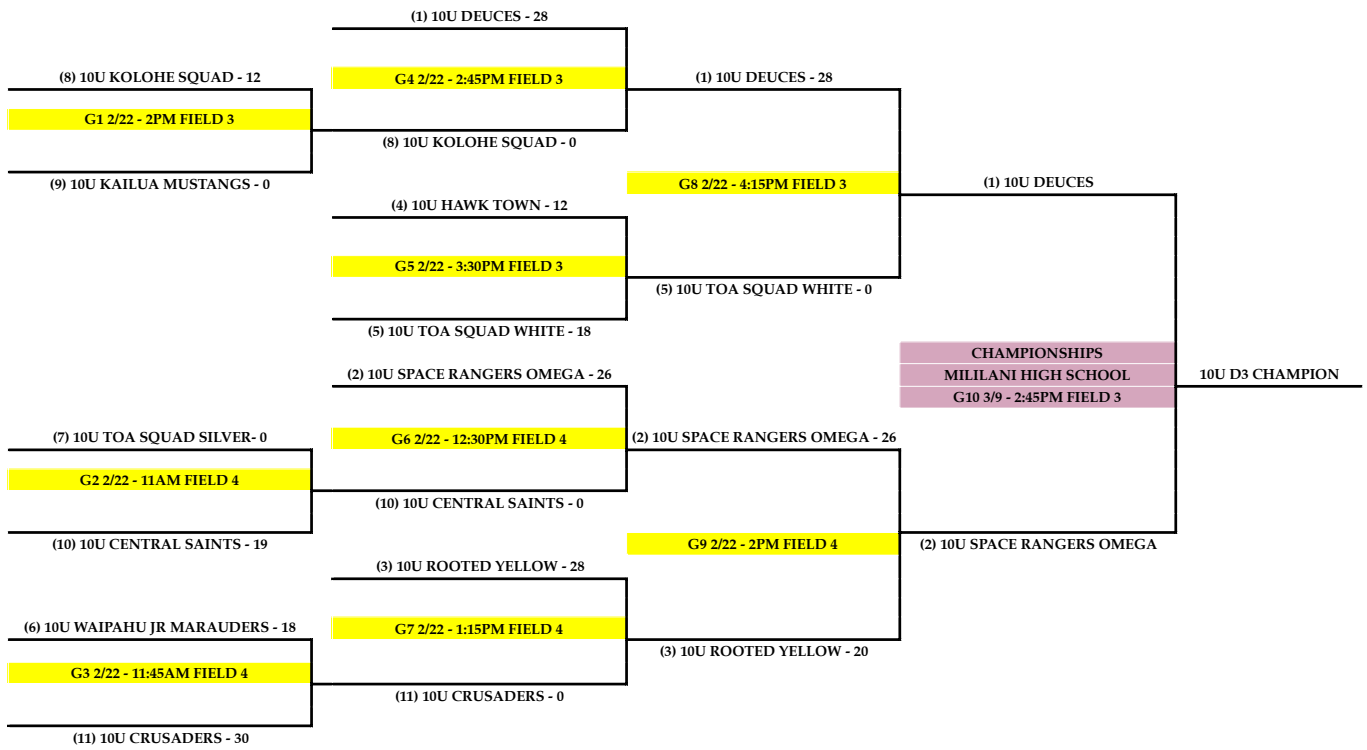 (1) 10U DEUCES - 28
(8) 10U KOLOHE SQUAD - 12
G4 2/22 - 2:45PM FIELD 3
(1) 10U DEUCES - 28
G1 2/22 - 2PM FIELD 3
(8) 10U KOLOHE SQUAD - 0
(9) 10U KAILUA MUSTANGS - 0
G8 2/22 - 4:15PM FIELD 3
(1) 10U DEUCES
(4) 10U HAWK TOWN - 12
G5 2/22 - 3:30PM FIELD 3
(5) 10U TOA SQUAD WHITE - 0
(5) 10U TOA SQUAD WHITE - 18
CHAMPIONSHIPS
MILILANI HIGH SCHOOL
G10 3/9 - 2:45PM FIELD 3
10U D3 CHAMPION
(2) 10U SPACE RANGERS OMEGA - 26
(7) 10U TOA SQUAD SILVER- 0
G6 2/22 - 12:30PM FIELD 4
(2) 10U SPACE RANGERS OMEGA - 26
G2 2/22 - 11AM FIELD 4
(10) 10U CENTRAL SAINTS - 0
(10) 10U CENTRAL SAINTS - 19
G9 2/22 - 2PM FIELD 4
(2) 10U SPACE RANGERS OMEGA
(3) 10U ROOTED YELLOW - 28
(6) 10U WAIPAHU JR MARAUDERS - 18
G7 2/22 - 1:15PM FIELD 4
(3) 10U ROOTED YELLOW - 20
G3 2/22 - 11:45AM FIELD 4
(11) 10U CRUSADERS - 0
(11) 10U CRUSADERS - 30